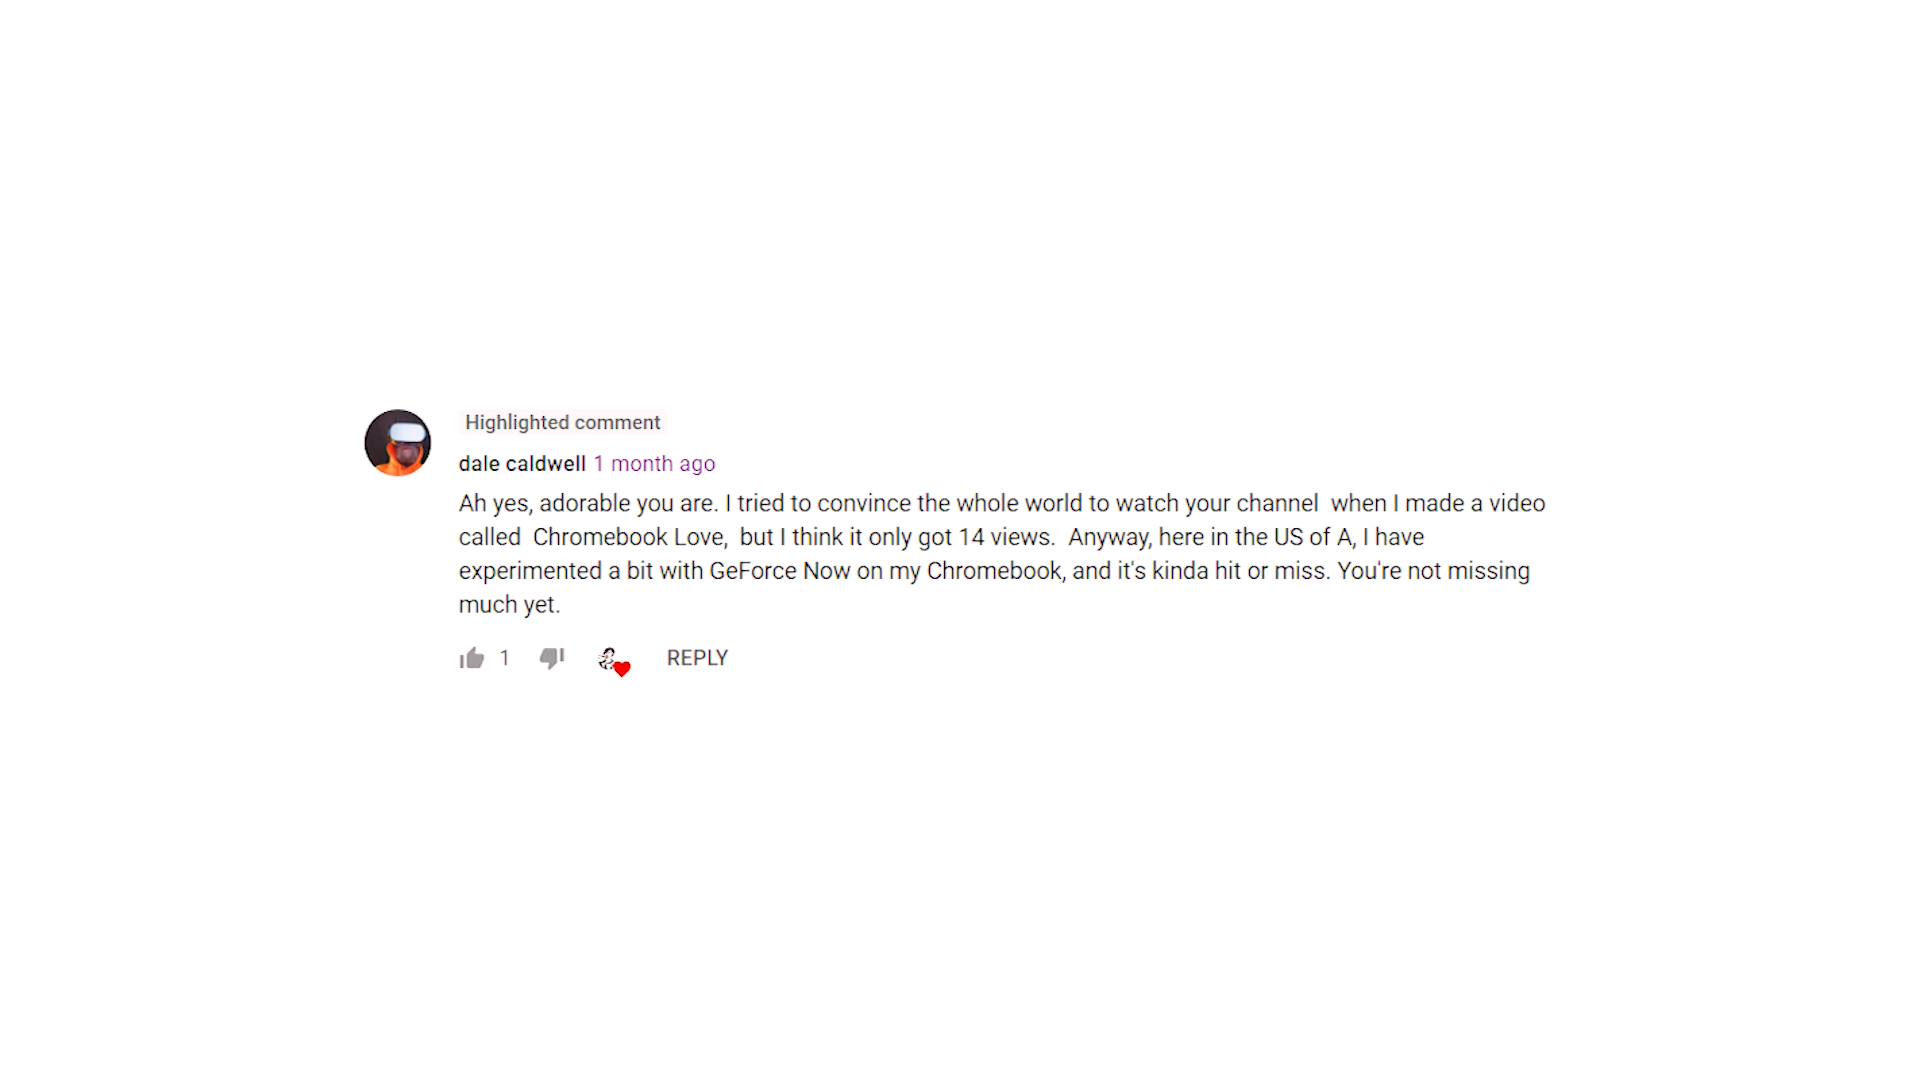 Highlighted comment
dale caldwell 1 month ago
Ah yes, adorable you are. I tried to convince the whole world to watch your channel  when I made a video
called  Chromebook Love,  but I think it only got 14 views.  Anyway, here in the US of A, I have
experimented a bit with GeForce Now on my Chromebook, and it's kinda hit or miss. You're not missing
much yet.
1 REPLY